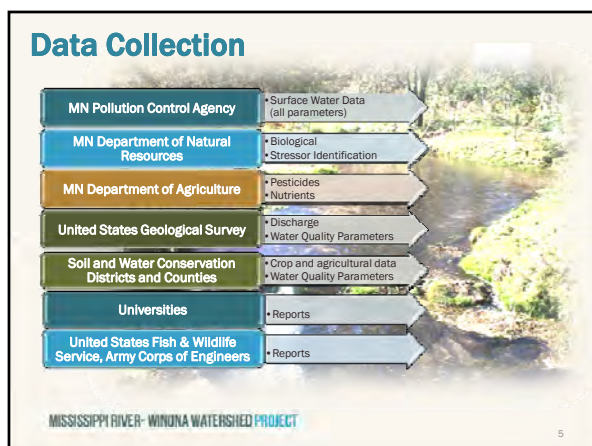 Data Collection
MN Pollution Control Agency
•Surface Water Data
(all parameters)
MN Department of Natural
Resources
•Biological
•Stressor Identification
MN Department of Agriculture
•Pesticides
•Nutrients
United States Geological Survey
•Discharge
•Water Quality Parameters
Soil and Water Conservation
Districts and Counties
•Crop and agricultural data
•Water Quality Parameters
Universities
•Reports
United States Fish & Wildlife
Service, Army Corps of Engineers
•Reports
MISSISSIPPI RIVER- WINONA WATERSHED PROJECT
5